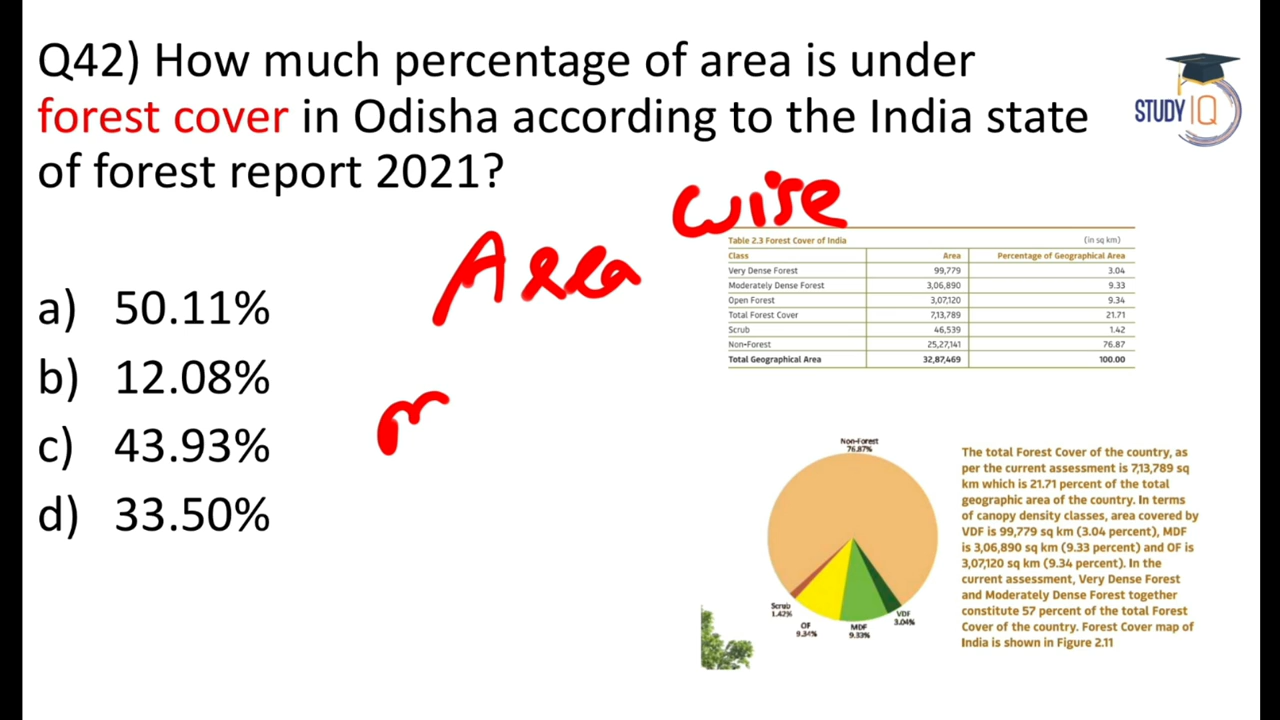 Q42) How much percentage of area is under
forest cover in Odisha according to the India state
of forest report 2021?
STUDY IQ
Area wise
a) 50.11%
b) 12.08%
c) 43.93%
d) 33.50%
Table 2.3 Forest Cover of India (in sq km)
Class Area Percentage of Geographical Area
Very Dense Forest 99,779 3.04
Moderately Dense Forest 3,06,890 9.33
Open Forest 3,07,120 9.34
Total Forest Cover 7,13,789 21.71
Scrub 46,539 1.42
Non-Forest 25,27,141 76.87
Total Geographical Area 32,87,469 100.00
Non-Forest
76.87%
Scrub
1.42%
OF
9.34%
MDF
9.33%
VDF
3.04%
The total Forest Cover of the country, as
per the current assessment is 7,13,789 sq
km which is 21.71 percent of the total
geographic area of the country. In terms
of canopy density classes, area covered by
VDF is 99,779 sq km (3.04 percent), MDF
is 3,06,890 sq km (9.33 percent) and OF is
3,07,120 sq km (9.34 percent). In the
current assessment, Very Dense Forest
and Moderately Dense Forest together
constitute 57 percent of the total Forest
Cover of the country. Forest Cover map of
India is shown in Figure 2.11